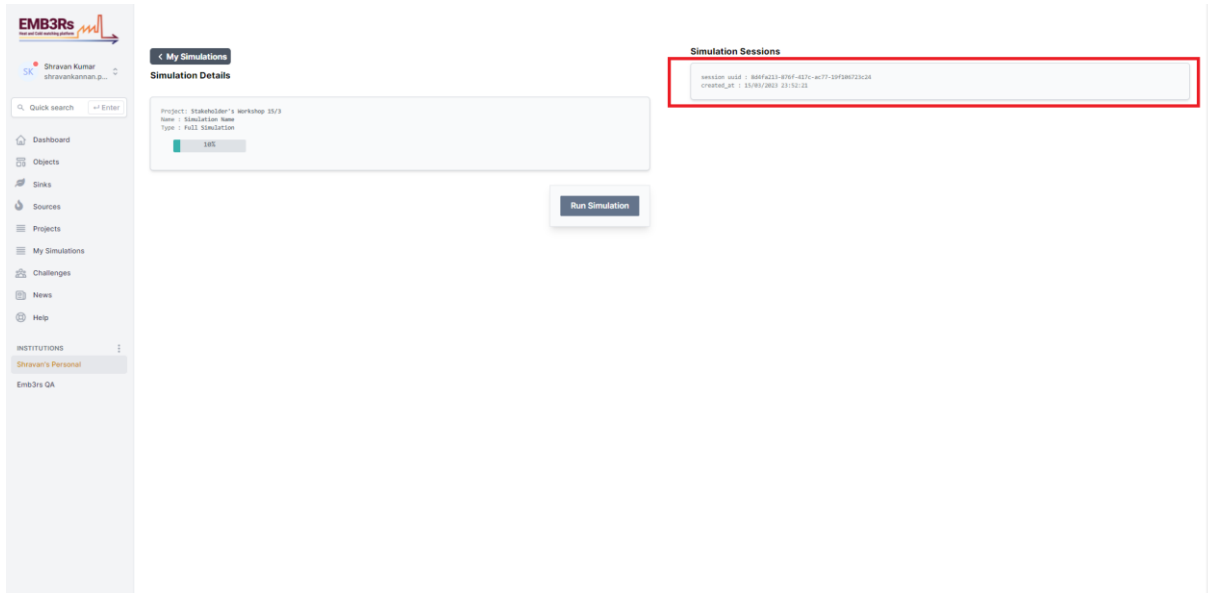 EMB3Rs
Heat and Cold matching platform
SK
Shravan Kumar
shravankannan.p...
Quick search
Enter
Dashboard
Objects
Sinks
Sources
Projects
My Simulations
Challenges
News
Help
INSTITUTIONS
Shravan's Personal
Emb3rs QA
< My Simulations
Simulation Details
Project: Stakeholder's Workshop 15/3
Name : Simulation Name
Type : Full Simulation
10%
Run Simulation
Simulation Sessions
session uuid :
created_at : 15/03/2023 23:52:21